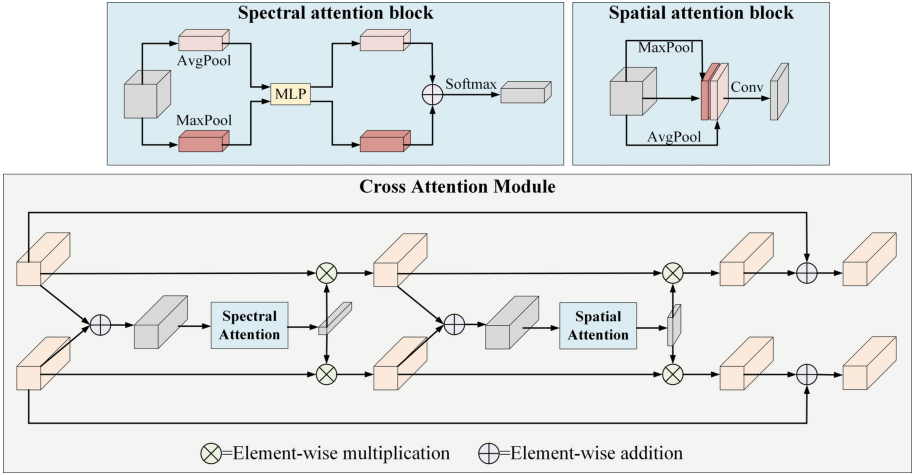 Spectral attention block
AvgPool
MLP
MaxPool
Softmax
Spatial attention block
MaxPool
Conv
AvgPool
Cross Attention Module
Spectral
Attention
Spatial
Attention
=Element-wise multiplication
=Element-wise addition